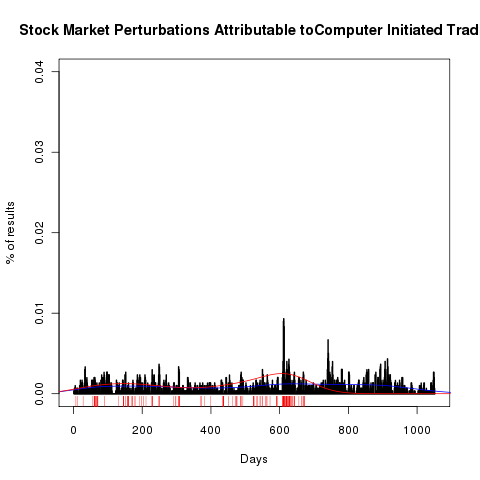 Stock Market Perturbations Attributable toComputer Initiated Trad
0.04
0.03
0.02
0.01
0.00
% of results
0 200 400 600 800 1000
Days